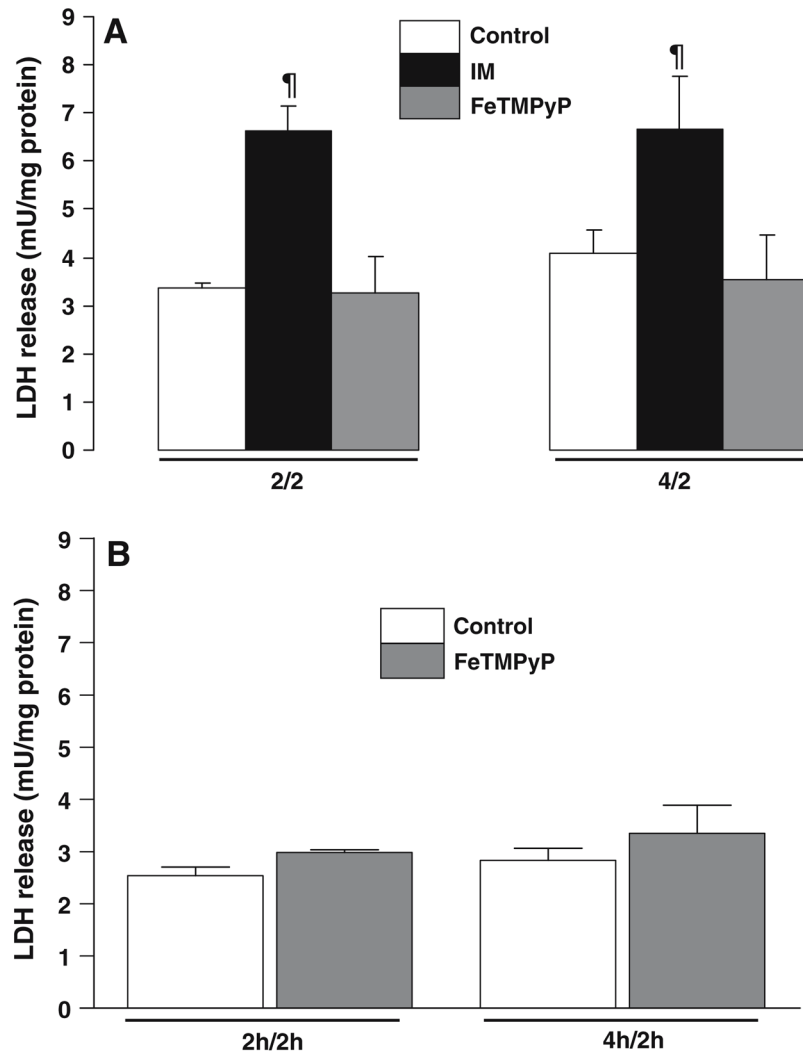 A
LDH release (mU/mg protein)
9
8
7
6
5
4
3
2
1
0
Control
IM
FeTMPyP
¶
¶
2/2
4/2
B
LDH release (mU/mg protein)
9
8
7
6
5
4
3
2
1
0
Control
FeTMPyP
2h/2h
4h/2h